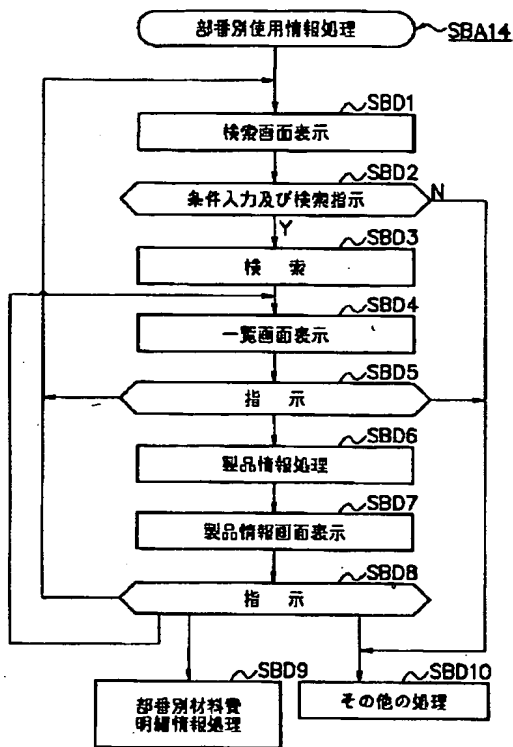 部番別使用情報処理
SBA14
SBD1
検索画面表示
SBD2
条件入力及び検索指示
N
Y
SBD3
検 索
SBD4
一覧画面表示
SBD5
指 示
SBD6
製品情報処理
SBD7
製品情報画面表示
SBD8
指 示
SBD9
部番別材料費
明細情報処理
SBD10
その他の処理